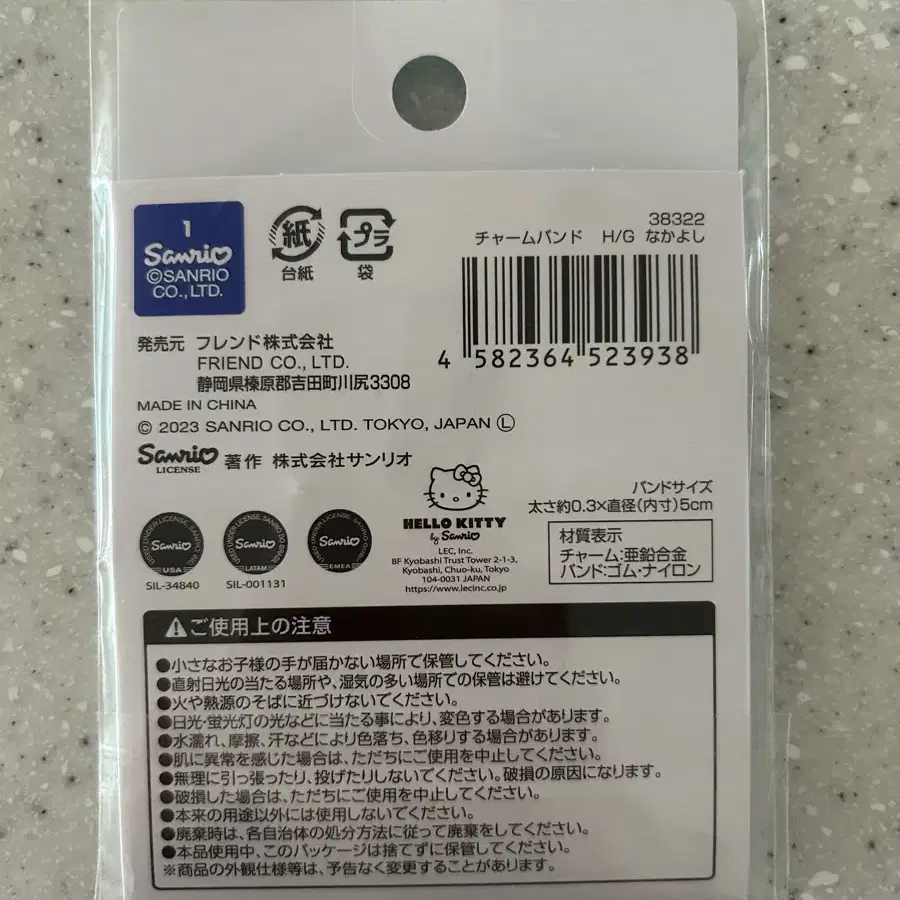 38322
チャームバンド H/G なかよし
1
Sanrio
©SANRIO
CO.,LTD.
紙
台紙
プラ
袋
4 582364 523938
発売元 フレンド株式会社
FRIEND CO., LTD.
静岡県榛原郡吉田町川尻3308
MADE IN CHINA
© 2023 SANRIO CO., LTD. TOKYO, JAPAN Ⓛ
Sanrio
LICENSE
著作 株式会社サンリオ
バンドサイズ
太さ約0.3×直径(内寸)5cm
HELLO KITTY
by Sanrio
LEC, Inc.
8F Kyobashi Trust Tower 2-1-3,
Kyobashi, Chuo-ku, Tokyo
104-0031 JAPAN
https://www.lecinc.co.jp
材質表示
チャーム:亜鉛合金
バンド:ゴム・ナイロン
USED UNDER LICENSE
Sanrio
USA
SIL-34840
USED UNDER LICENSE
Sanrio
LATAM
SIL-001131
USED UNDER LICENSE
Sanrio
EMEA
⚠ご使用上の注意
●小さなお子様の手が届かない場所で保管してください。
●直射日光の当たる場所や、湿気の多い場所での保管は避けてください。
●火や熱源のそばに近づけないでください。
●日光・蛍光灯の光などに当たる事により、変色する場合があります。
●水濡れ、摩擦、汗などにより色落ち、色移りする場合があります。
●肌に異常を感じた場合は、ただちにご使用を中止してください。
●無理に引っ張ったり、投げたりしないでください。破損の原因になります。
●破損した場合は、ただちにご使用を中止してください。
●本来の用途以外には使用しないでください。
●廃棄時は、各自治体の処分方法に従って廃棄をしてください。
●本品使用中、このパッケージは捨てずに保管してください。
※商品の外観仕様等は、予告なく変更することがあります。